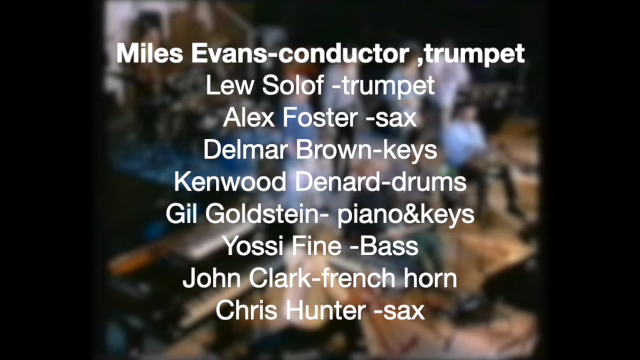 Miles Evans-conductor ,trumpet
Lew Solof -trumpet
Alex Foster -sax
Delmar Brown-keys
Kenwood Denard-drums
Gil Goldstein- piano&keys
Yossi Fine -Bass
John Clark-french horn
Chris Hunter -sax